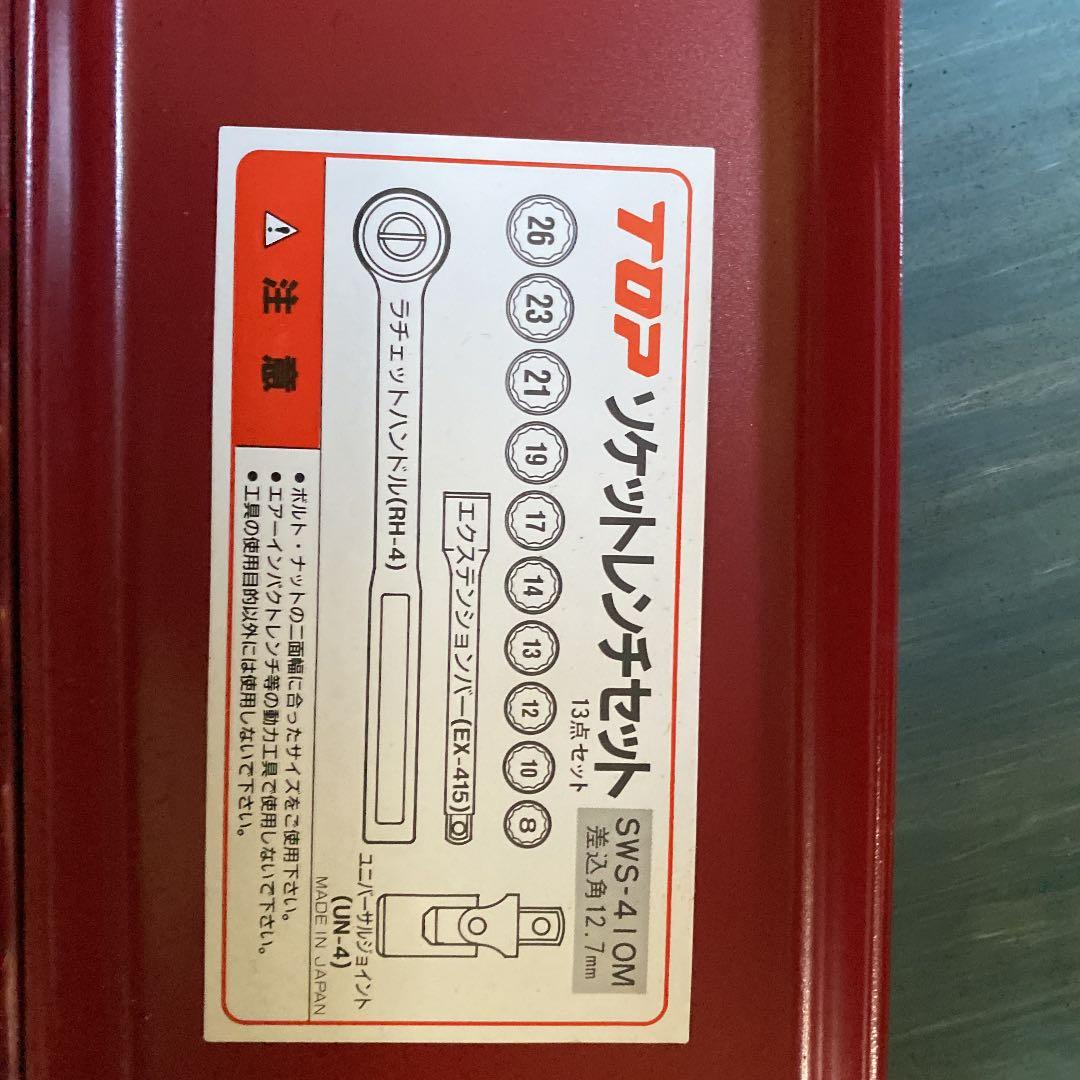 TOP ソケットレンチセット
13点セット
SWS-410M
差込角12.7mm
26 23 21 19 17 14 13 12 10 8
エクステンションバー(EX-415)
ラチェットハンドル(RH-4)
ユニバーサルジョイント
(UN-4)
MADE IN JAPAN
注意
●ボルト・ナットの二面幅に合ったサイズをご使用下さい。
●エアーインパクトレンチ等の動力工具で使用しないで下さい。
●工具の使用目的以外には使用しないで下さい。